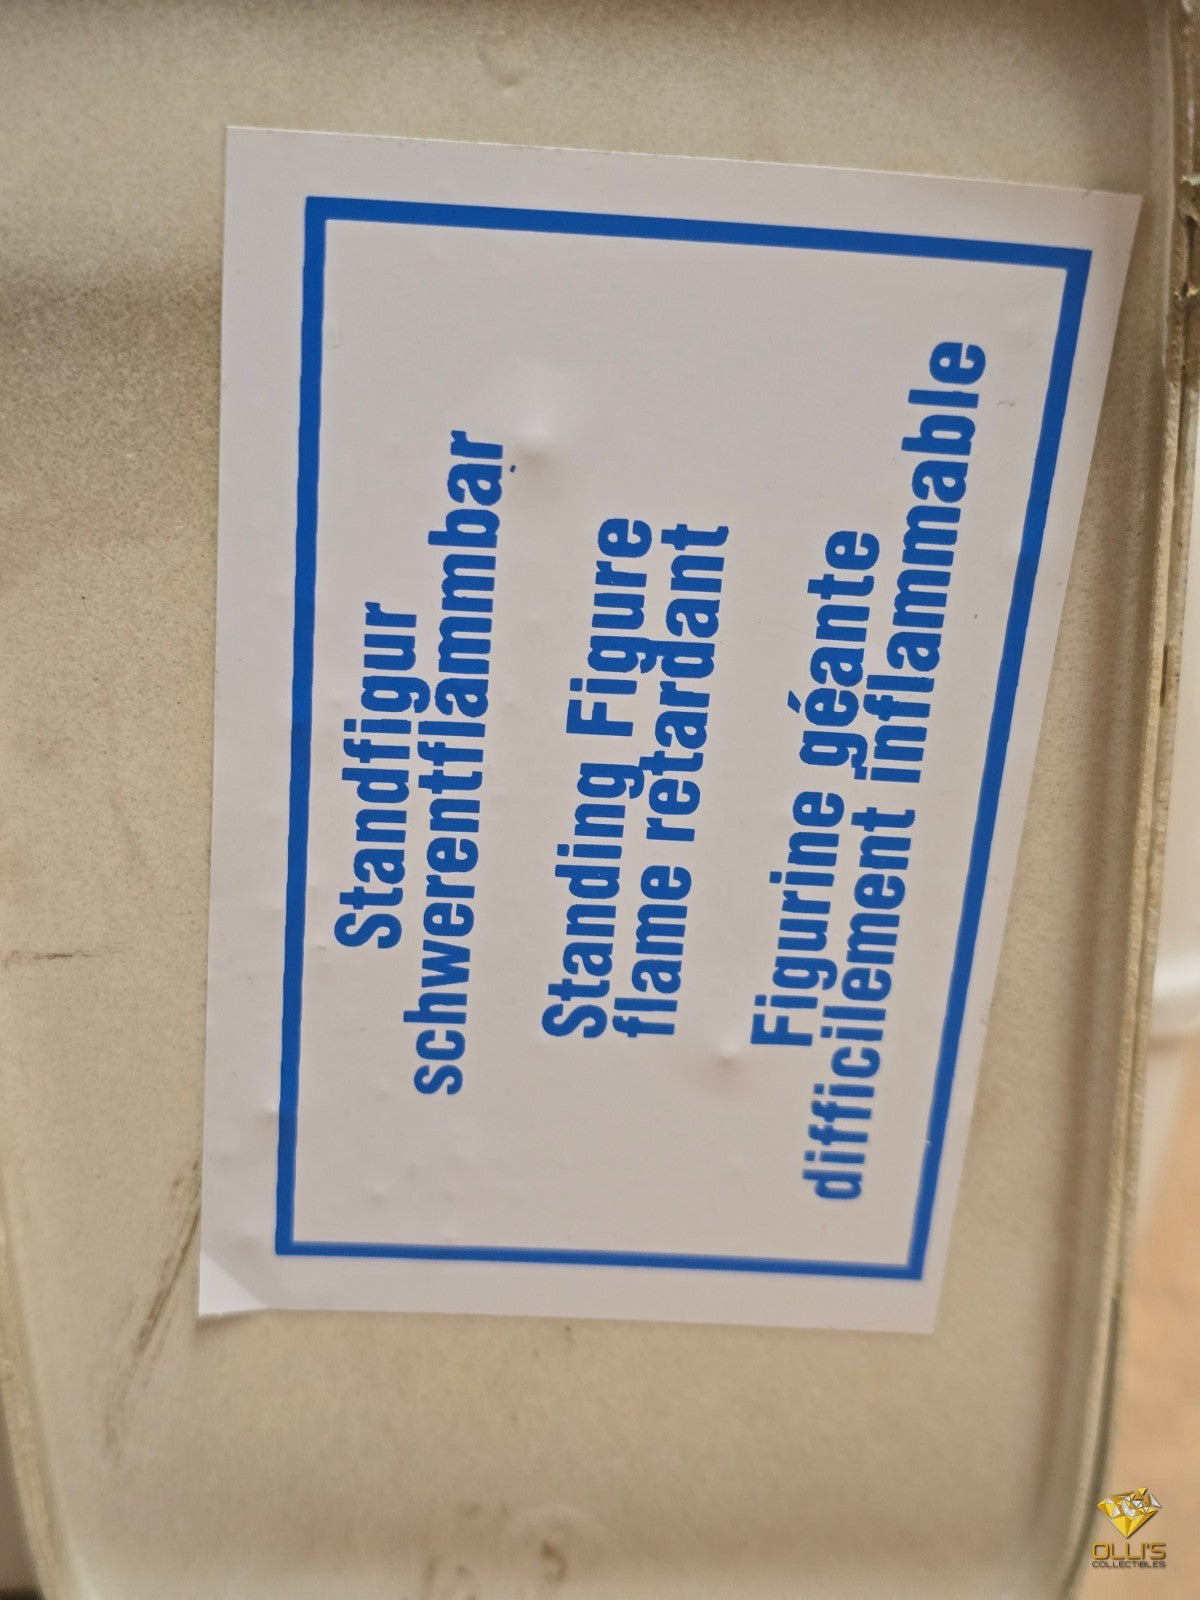 Standfigur
schwerentflammbar
Standing Figure
flame retardant
Figurine géante
difficilement inflammable
OLLI'S
COLLECTIBLES